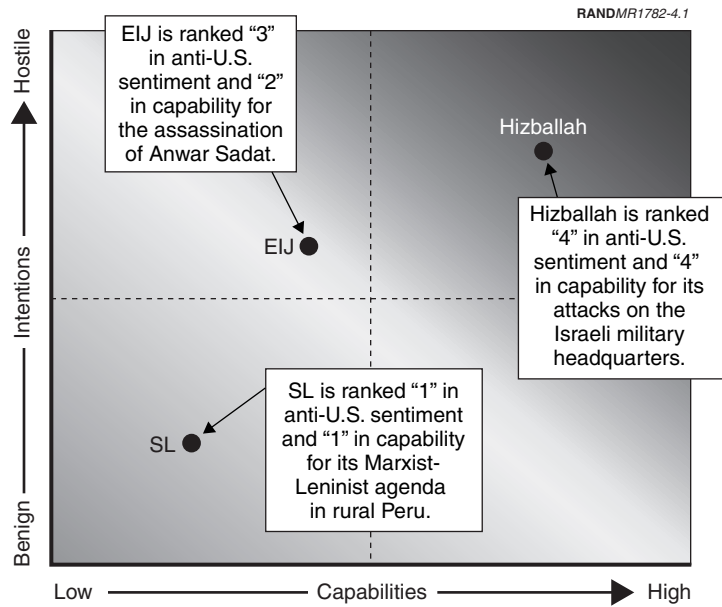 RANDMR1782-4.1
Hostile
Intentions
Benign
EIJ is ranked “3”
in anti-U.S.
sentiment and “2”
in capability for
the assassination
of Anwar Sadat.
Hizballah
EIJ
Hizballah is ranked
“4” in anti-U.S.
sentiment and “4”
in capability for its
attacks on the
Israeli military
headquarters.
SL
SL is ranked “1” in
anti-U.S. sentiment
and “1” in capability
for its Marxist-
Leninist agenda
in rural Peru.
Low
Capabilities
High